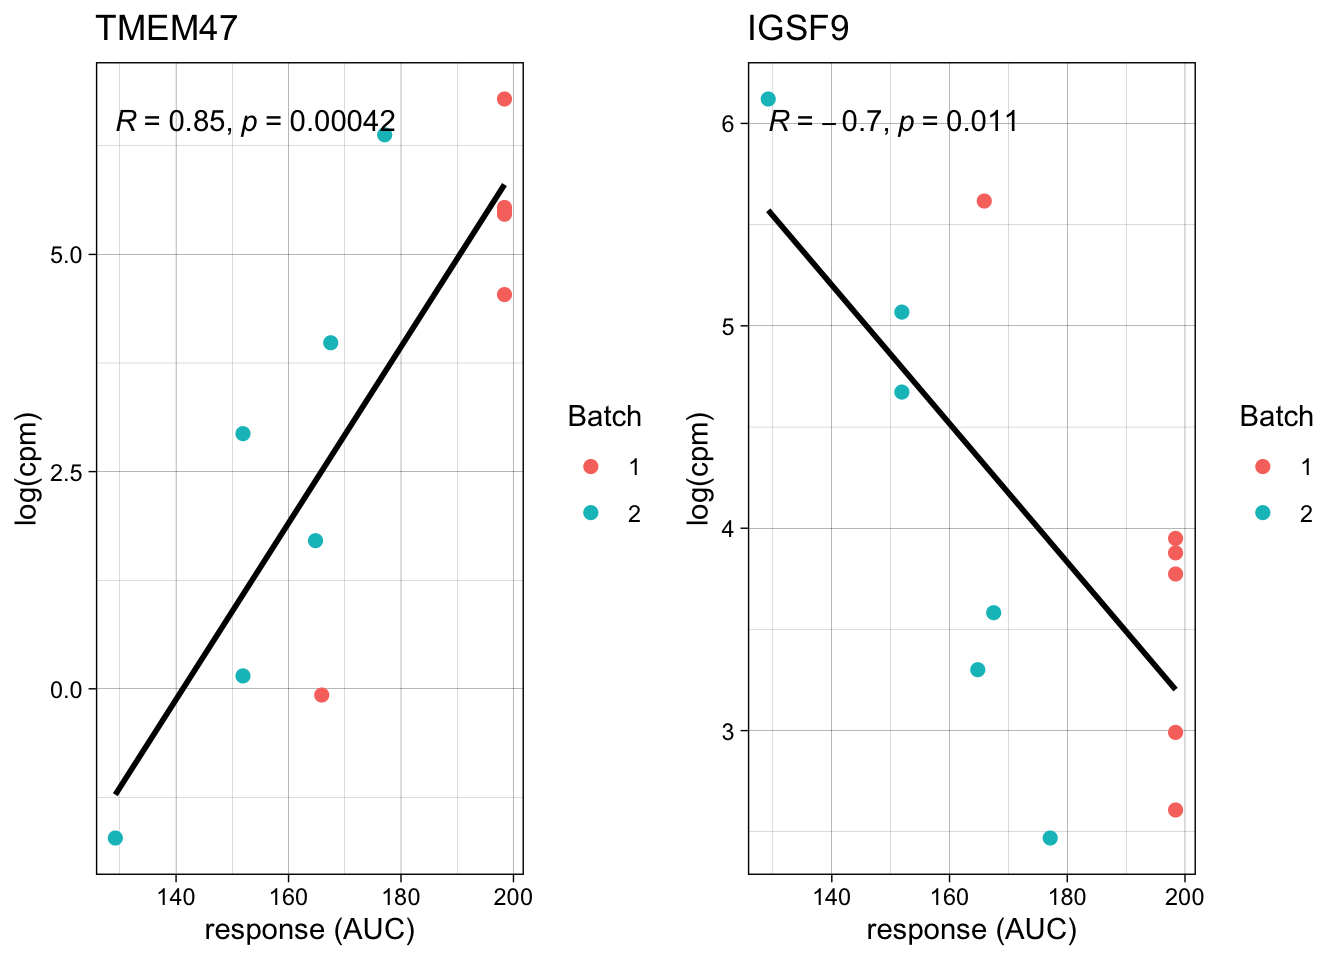 TMEM47
R = 0.85, p = 0.00042
5.0
2.5
0.0
log(cpm)
140 160 180 200
response (AUC)
Batch
1
2
IGSF9
R = −0.7, p = 0.011
6
5
4
3
log(cpm)
140 160 180 200
response (AUC)
Batch
1
2